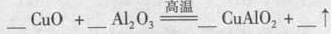 __ CuO + __ Al₂O₃ =高温= __ CuAlO₂ + __ ↑